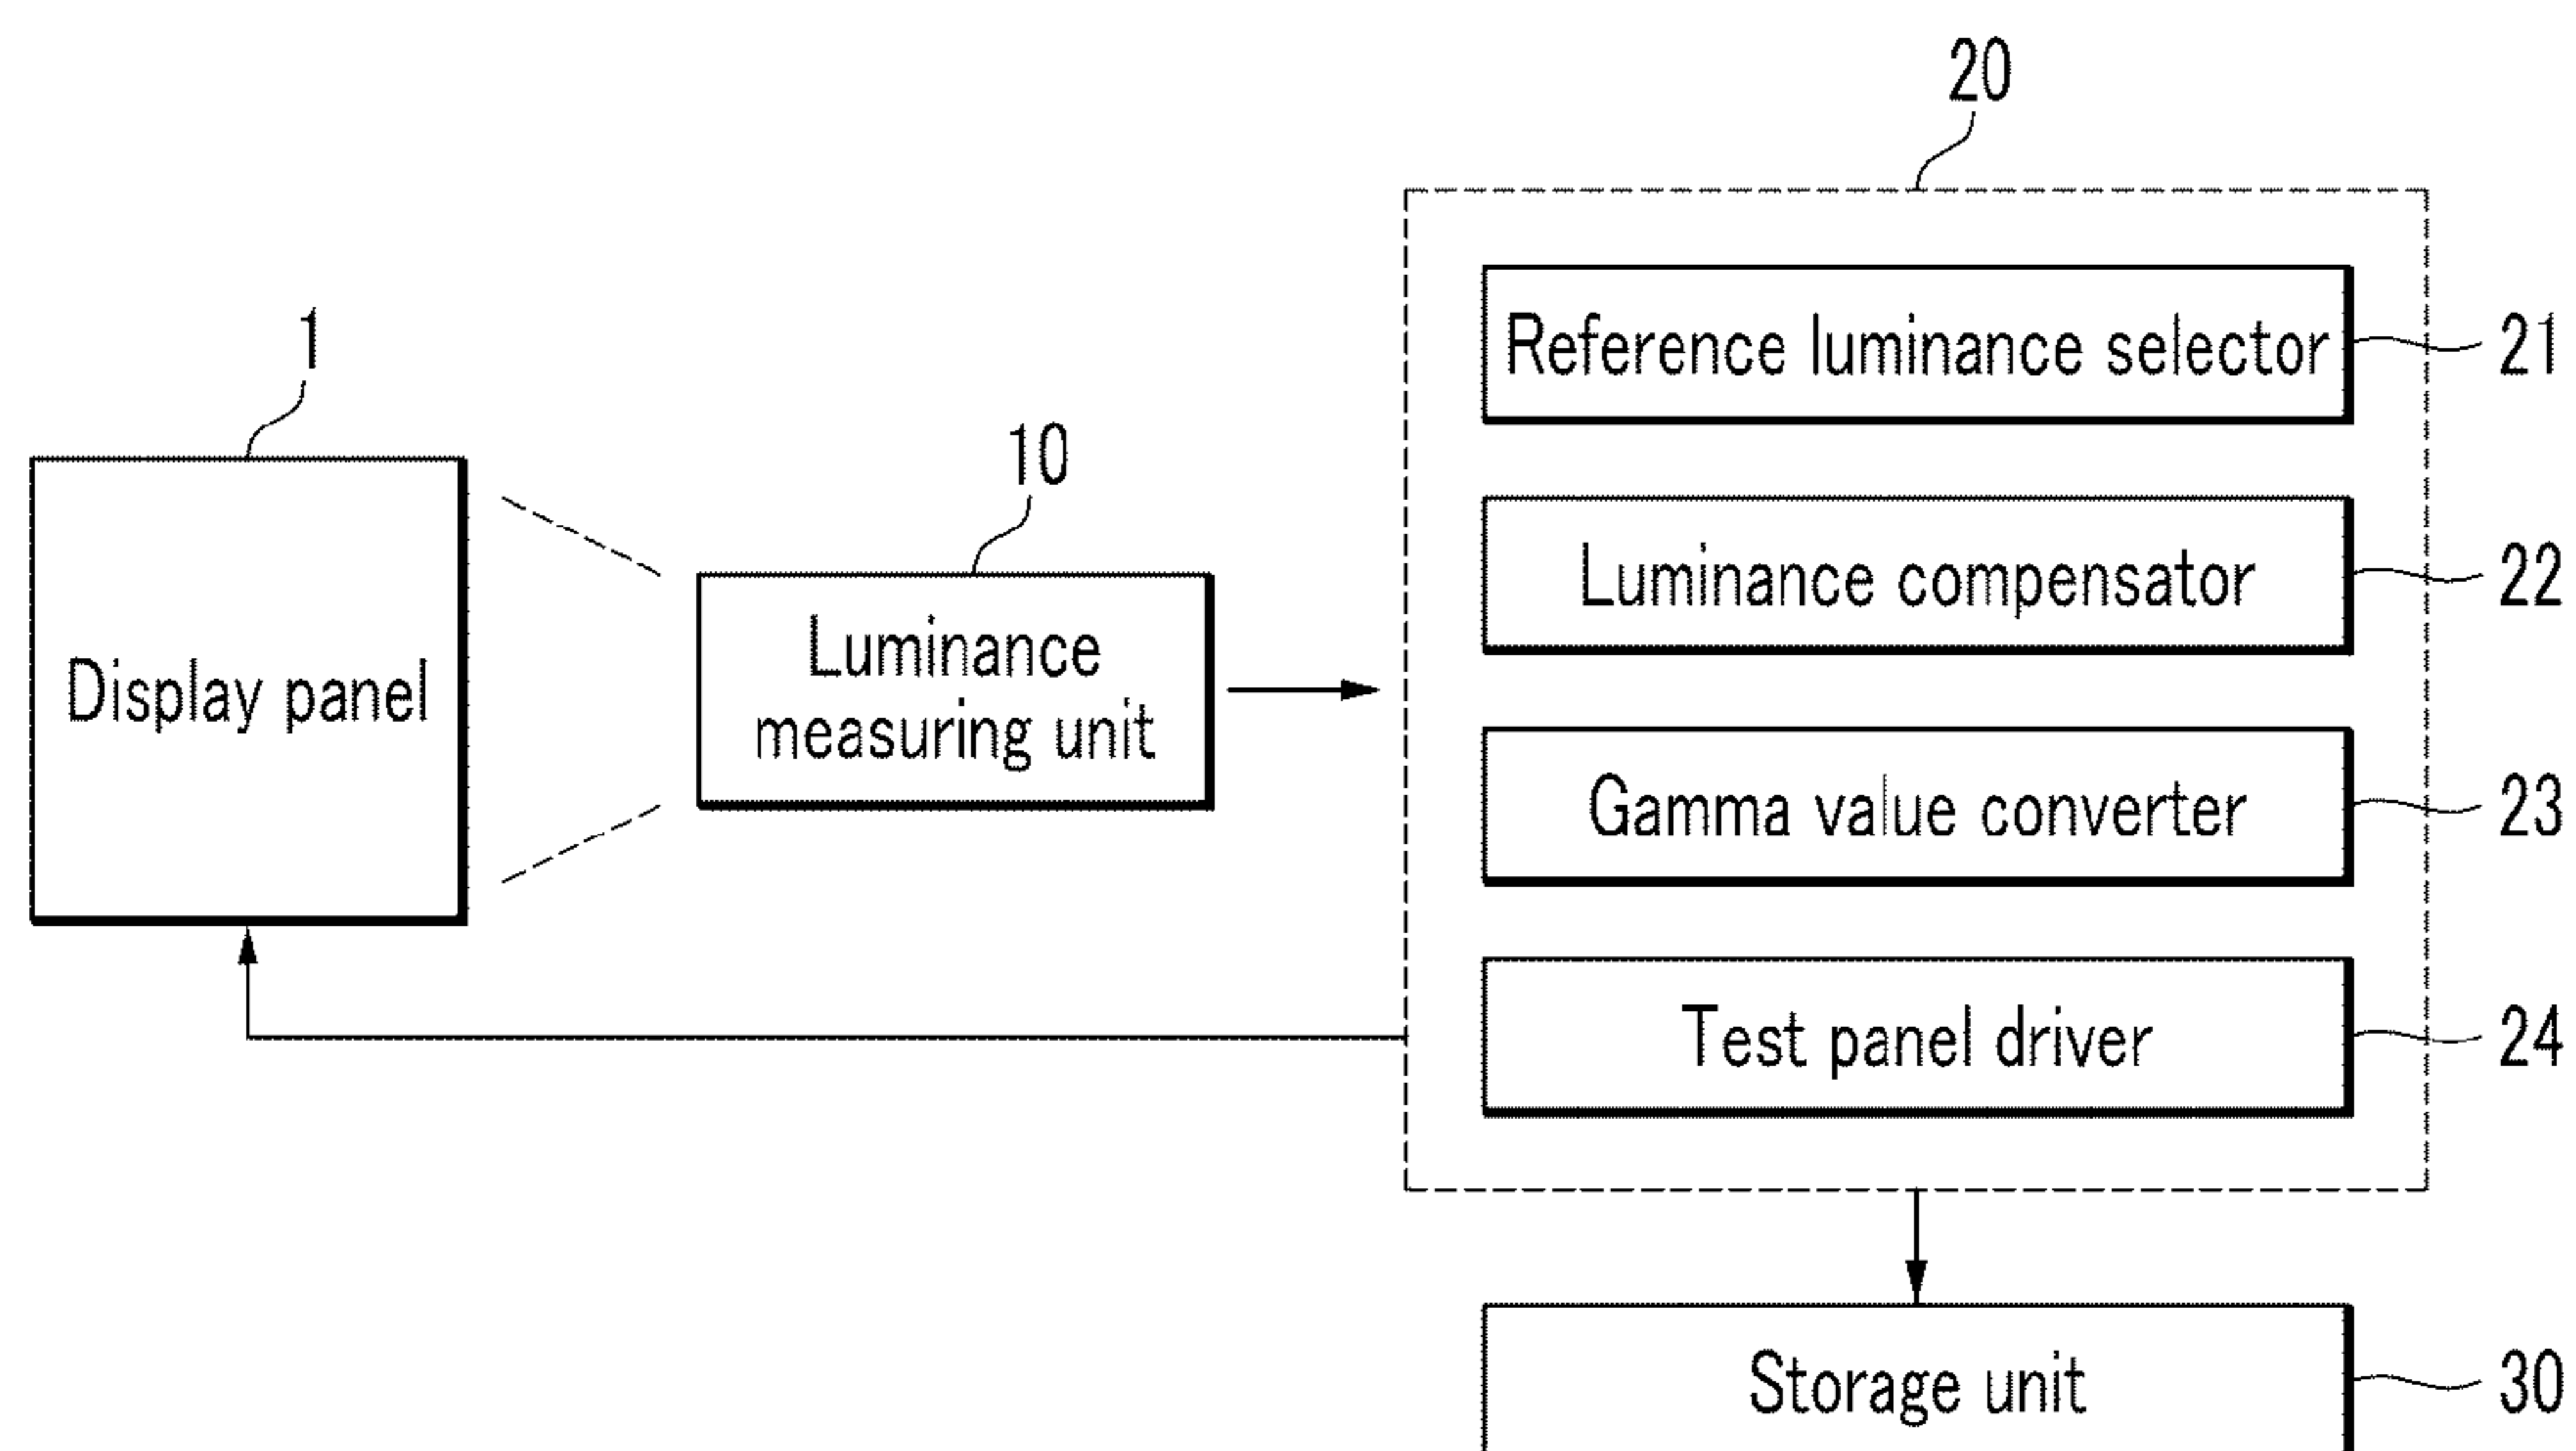 20
Reference luminance selector
21
1
10
Luminance compensator
22
Display panel
Luminance
measuring unit
Gamma value converter
23
Test panel driver
24
Storage unit
30